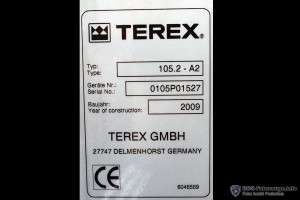 TEREX®
Typ:
Type:
105.2 - A2
Geräte Nr.:
Serial No.:
0105P01527
Baujahr:
Year of construction:
2009
TEREX GMBH
27747 DELMENHORST GERMANY
CE
6046559